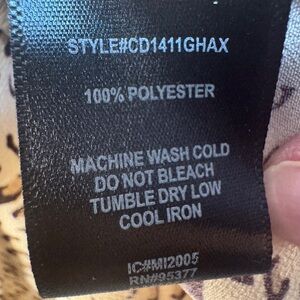 STYLE#CD1411GHAX
100% POLYESTER
MACHINE WASH COLD
DO NOT BLEACH
TUMBLE DRY LOW
COOL IRON
IC#MI2005
RN#95377